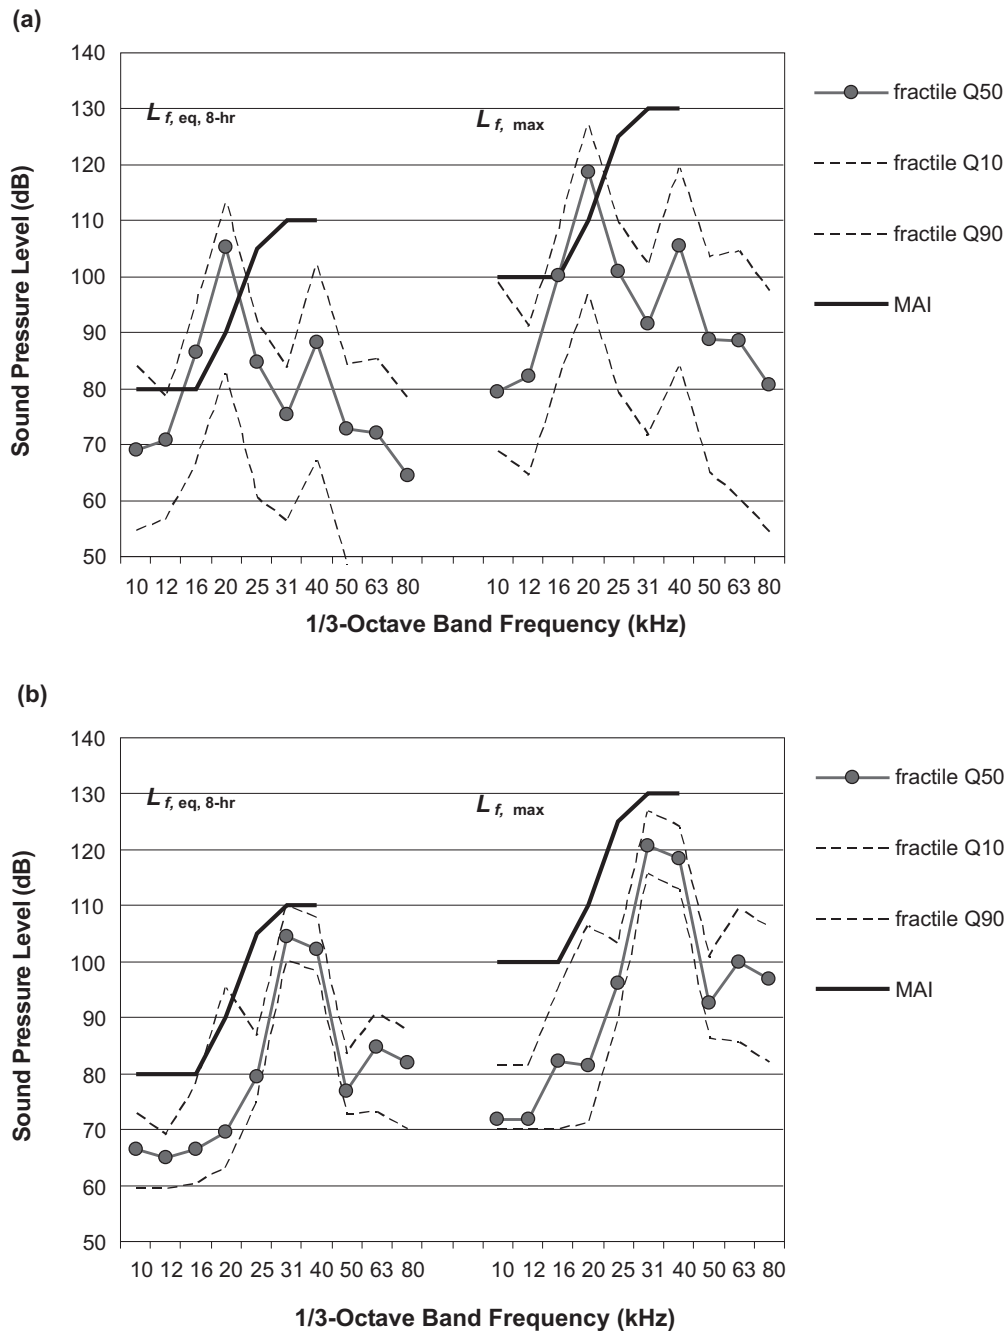 (a)
140
130
120
110
100
90
80
70
60
50
Sound Pressure Level (dB)
L f, eq, 8-hr
L f, max
10 12 16 20 25 31 40 50 63 80
10 12 16 20 25 31 40 50 63 80
1/3-Octave Band Frequency (kHz)
fractile Q50
fractile Q10
fractile Q90
MAI
(b)
140
130
120
110
100
90
80
70
60
50
Sound Pressure Level (dB)
L f, eq, 8-hr
L f, max
10 12 16 20 25 31 40 50 63 80
10 12 16 20 25 31 40 50 63 80
1/3-Octave Band Frequency (kHz)
fractile Q50
fractile Q10
fractile Q90
MAI